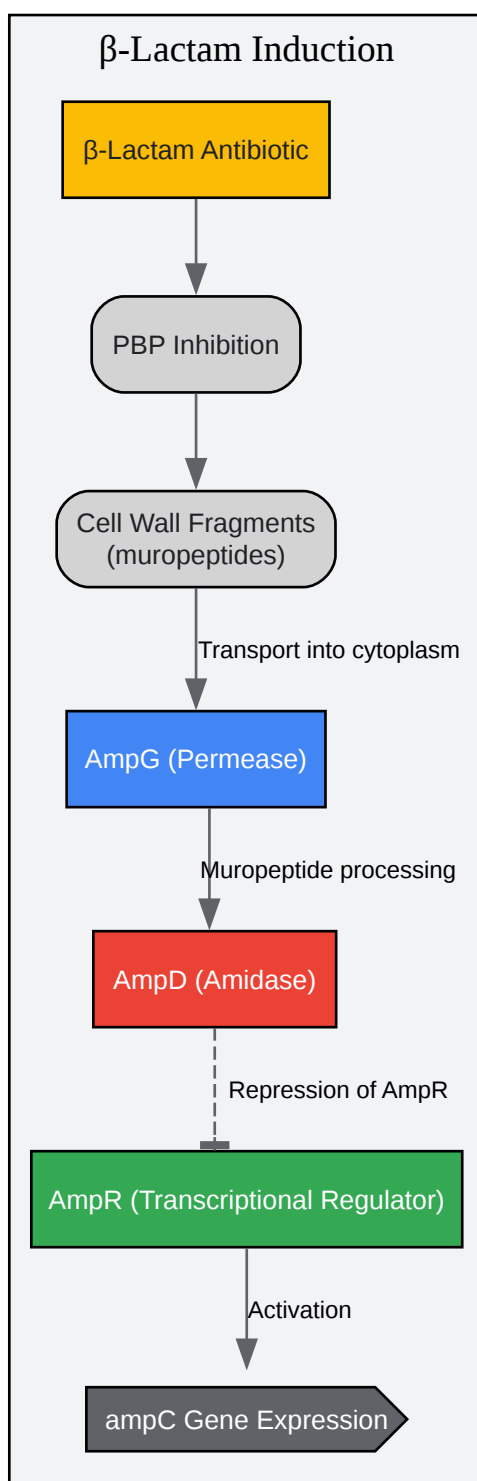 β-Lactam Induction
β-Lactam Antibiotic
PBP Inhibition
Cell Wall Fragments
(muropeptides)
Transport into cytoplasm
AmpG (Permease)
Muropeptide processing
AmpD (Amidase)
Repression of AmpR
AmpR (Transcriptional Regulator)
Activation
ampC Gene Expression